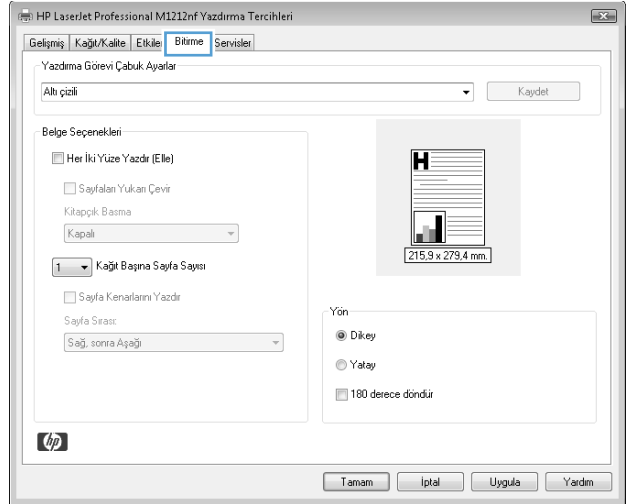 HP LaserJet Professional M1212nf Yazdırma Tercihleri
Gelişmiş Kağıt/Kalite Etkiler Bitirme Servisler
Yazdırma Görevi Çabuk Ayarlar
Altı çizili Kaydet
Belge Seçenekleri
Her İki Yüze Yazdır (Elle)
Sayfaları Yukarı Çevir
Kitapçık Basma
Kapalı
1 Kağıt Başına Sayfa Sayısı
Sayfa Kenarlarını Yazdır
Sayfa Sırası:
Sağ, sonra Aşağı
H
215,9 x 279,4 mm.
Yön
Dikey
Yatay
180 derece döndür
hp
Tamam İptal Uygula Yardım